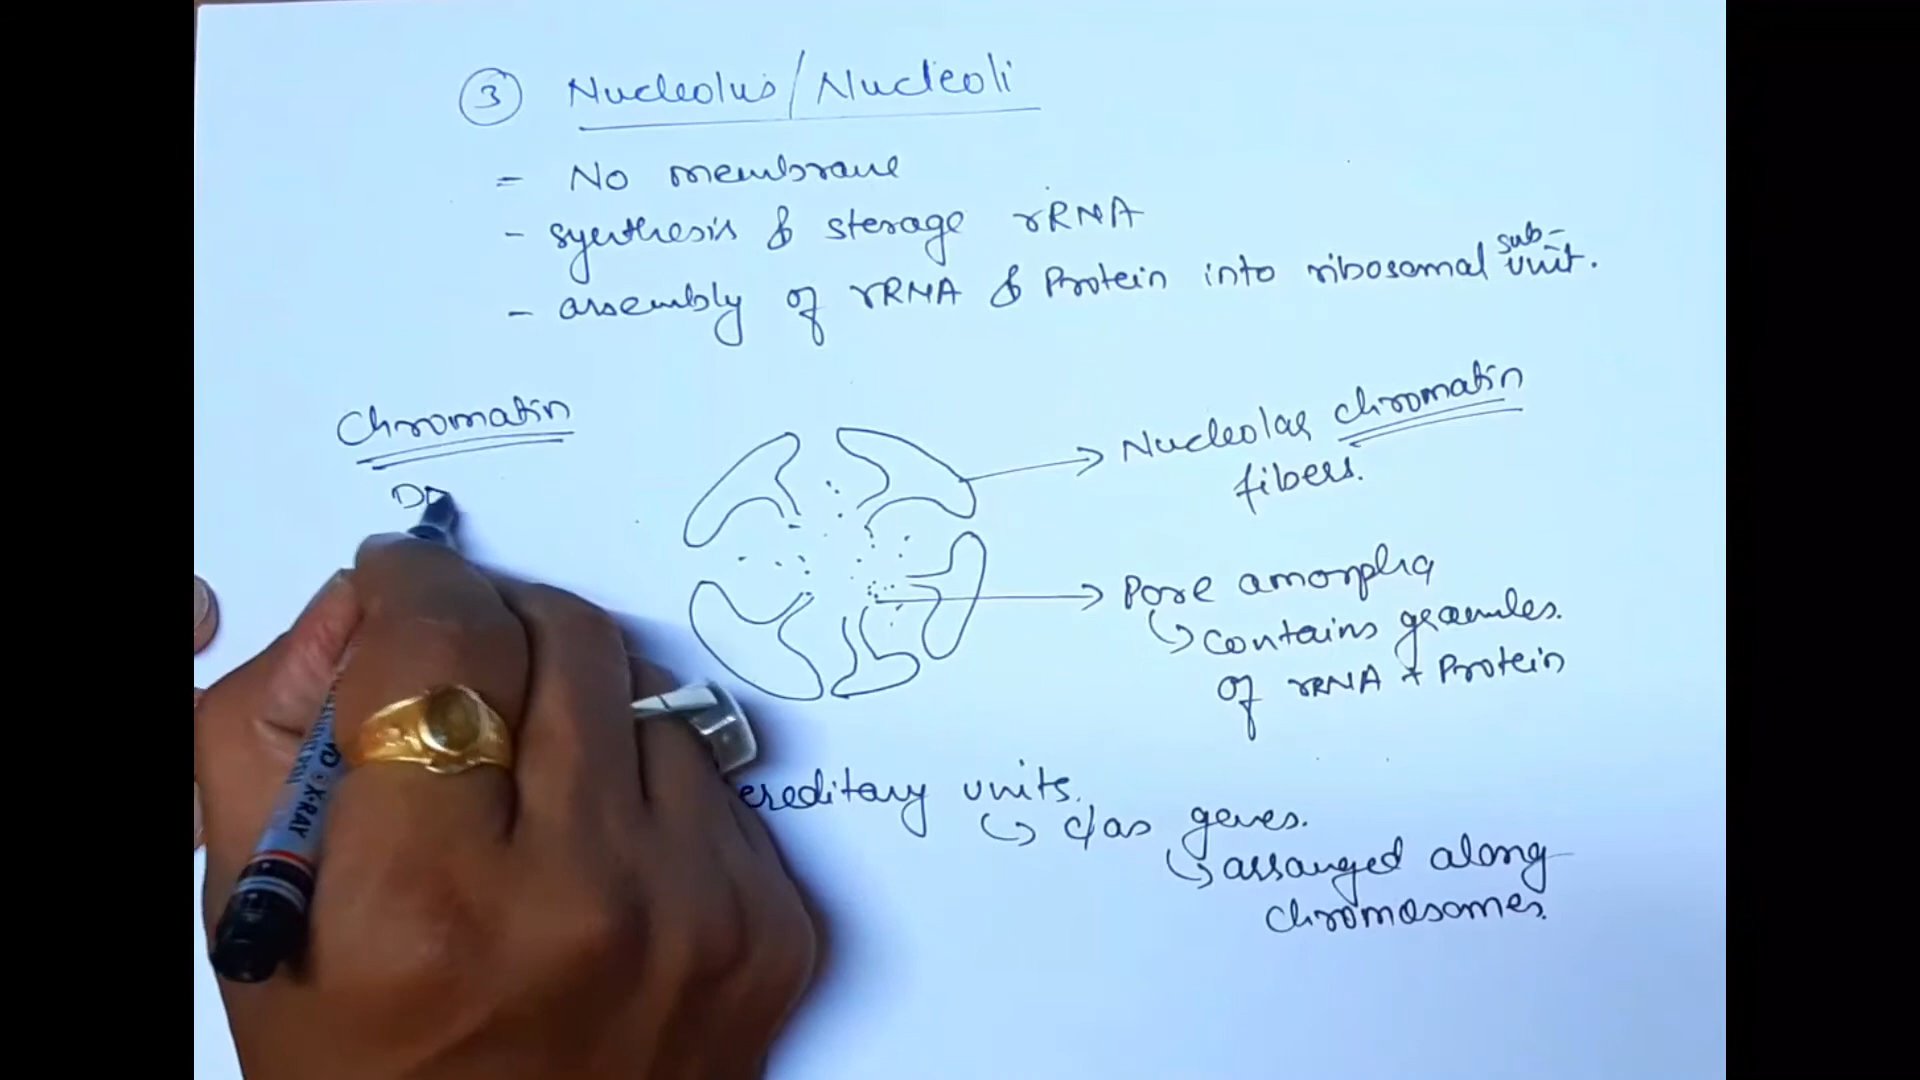 3 Nucleolus/Nucleoli
- No membrane
- synthesis & storage rRNA
- assembly of rRNA & Protein into ribosomal sub-unit.
Chromatin
Nucleolar chromatin
fibers.
Pore amorpha
contains granules.
of rRNA + Protein
ereditary units.
c/as genes.
arranged along
chromosomes.
X-RAY